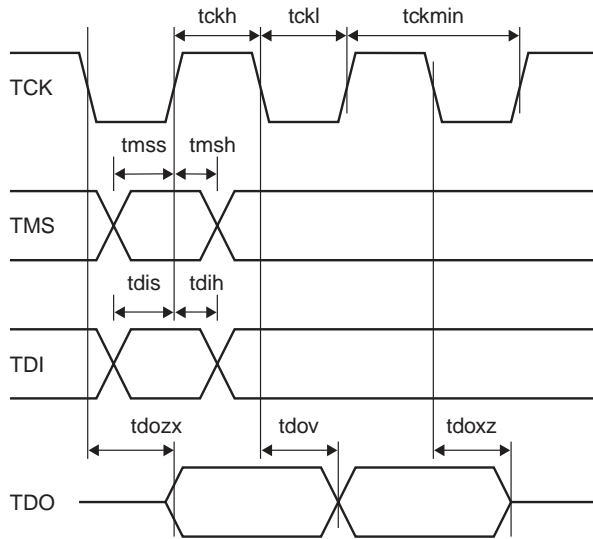 tckh tckl tckmin
TCK
tmss tmsh
TMS
tdis tdih
TDI
tdozx tdov tdoxz
TDO